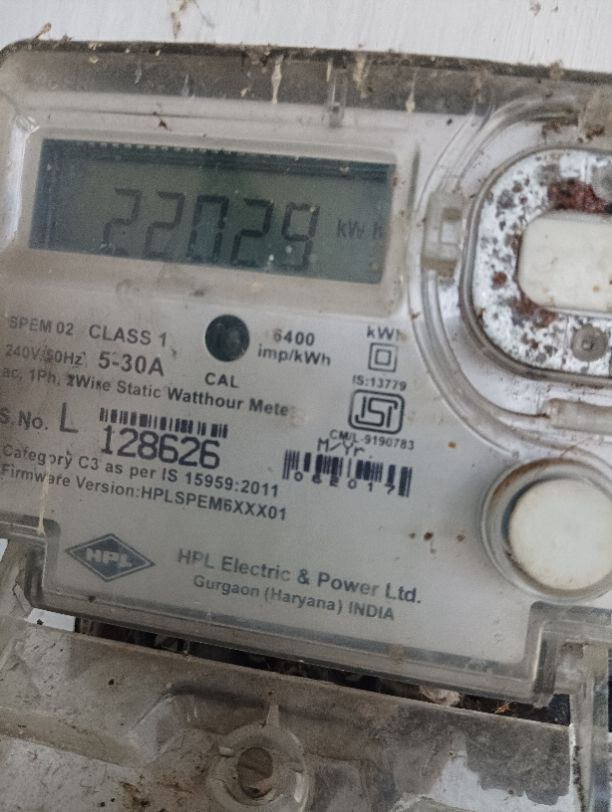 22029 kWh
SPEM 02 CLASS 1
240V/50Hz 5-30A
ac, 1Ph, 2Wire Static Watthour Meter
CAL
6400
imp/kWh
kWh
IS:13779
ISI
CM/L-9190783
S. No. L 128626
M/Yr.
062017
Category C3 as per IS 15959:2011
Firmware Version:HPLSPEM6XXX01
HPL
HPL Electric & Power Ltd.
Gurgaon (Haryana) INDIA